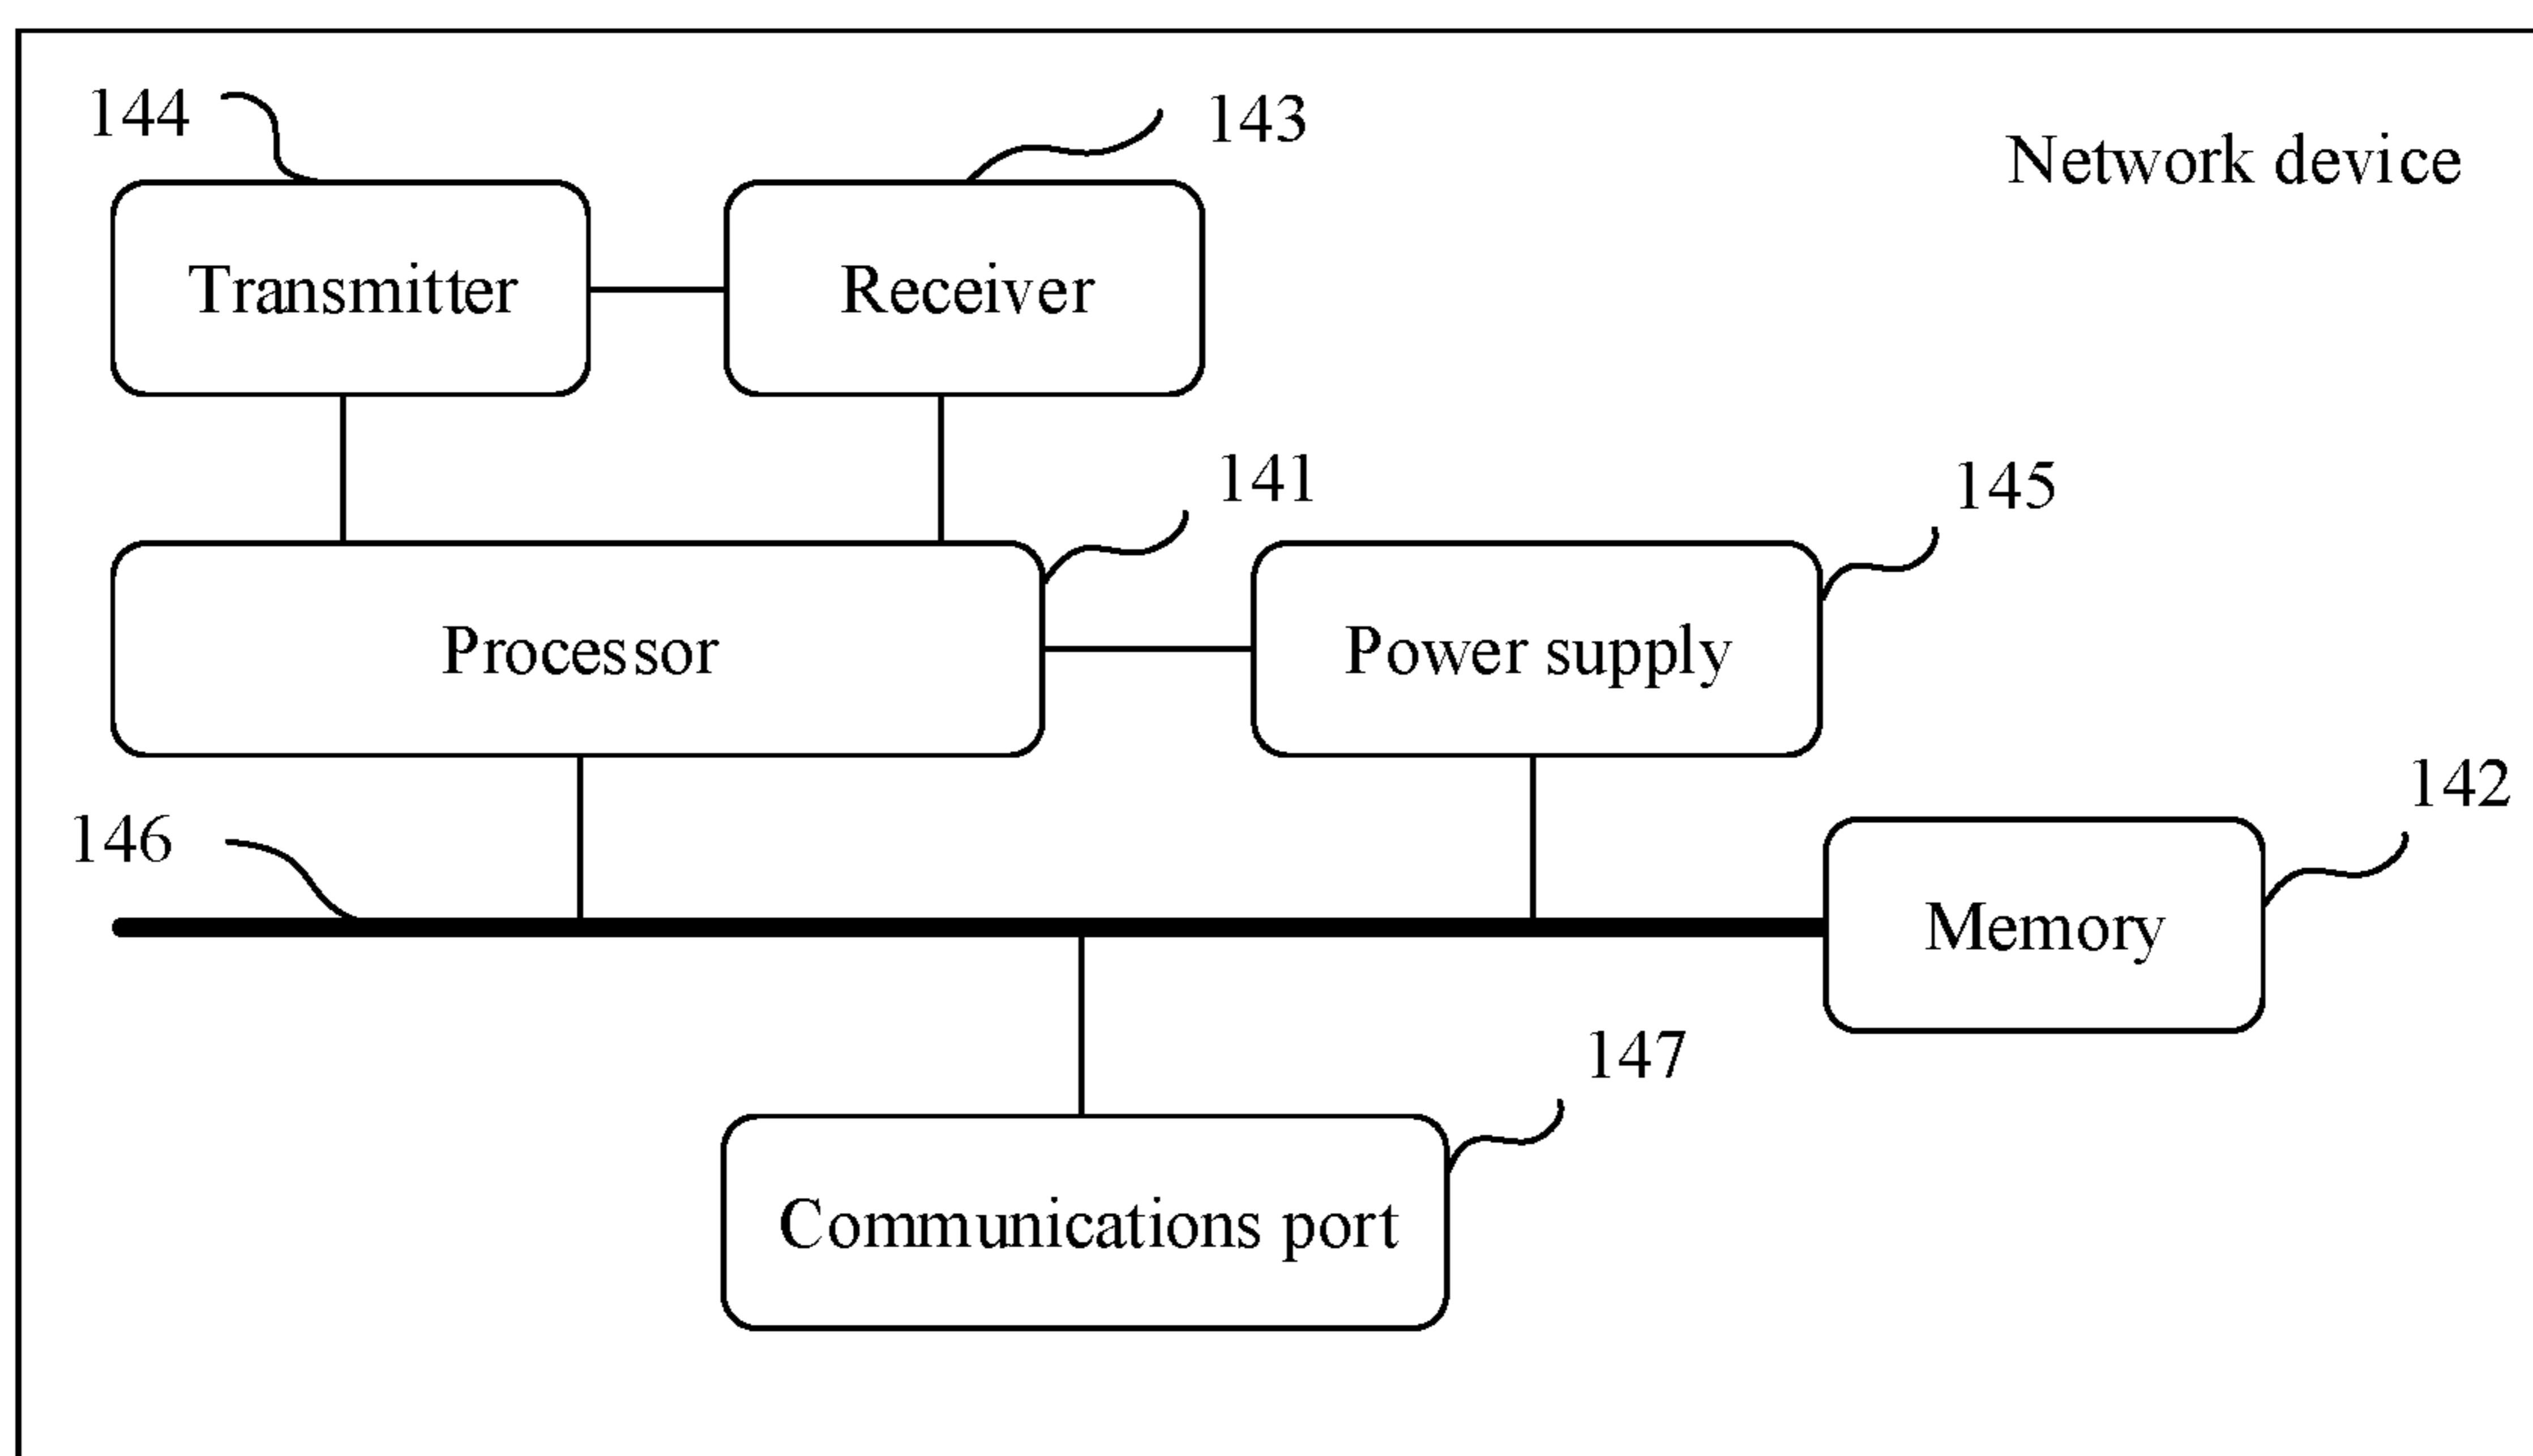 144
143
Network device
Transmitter
Receiver
141
145
Processor
Power supply
142
146
Memory
147
Communications port